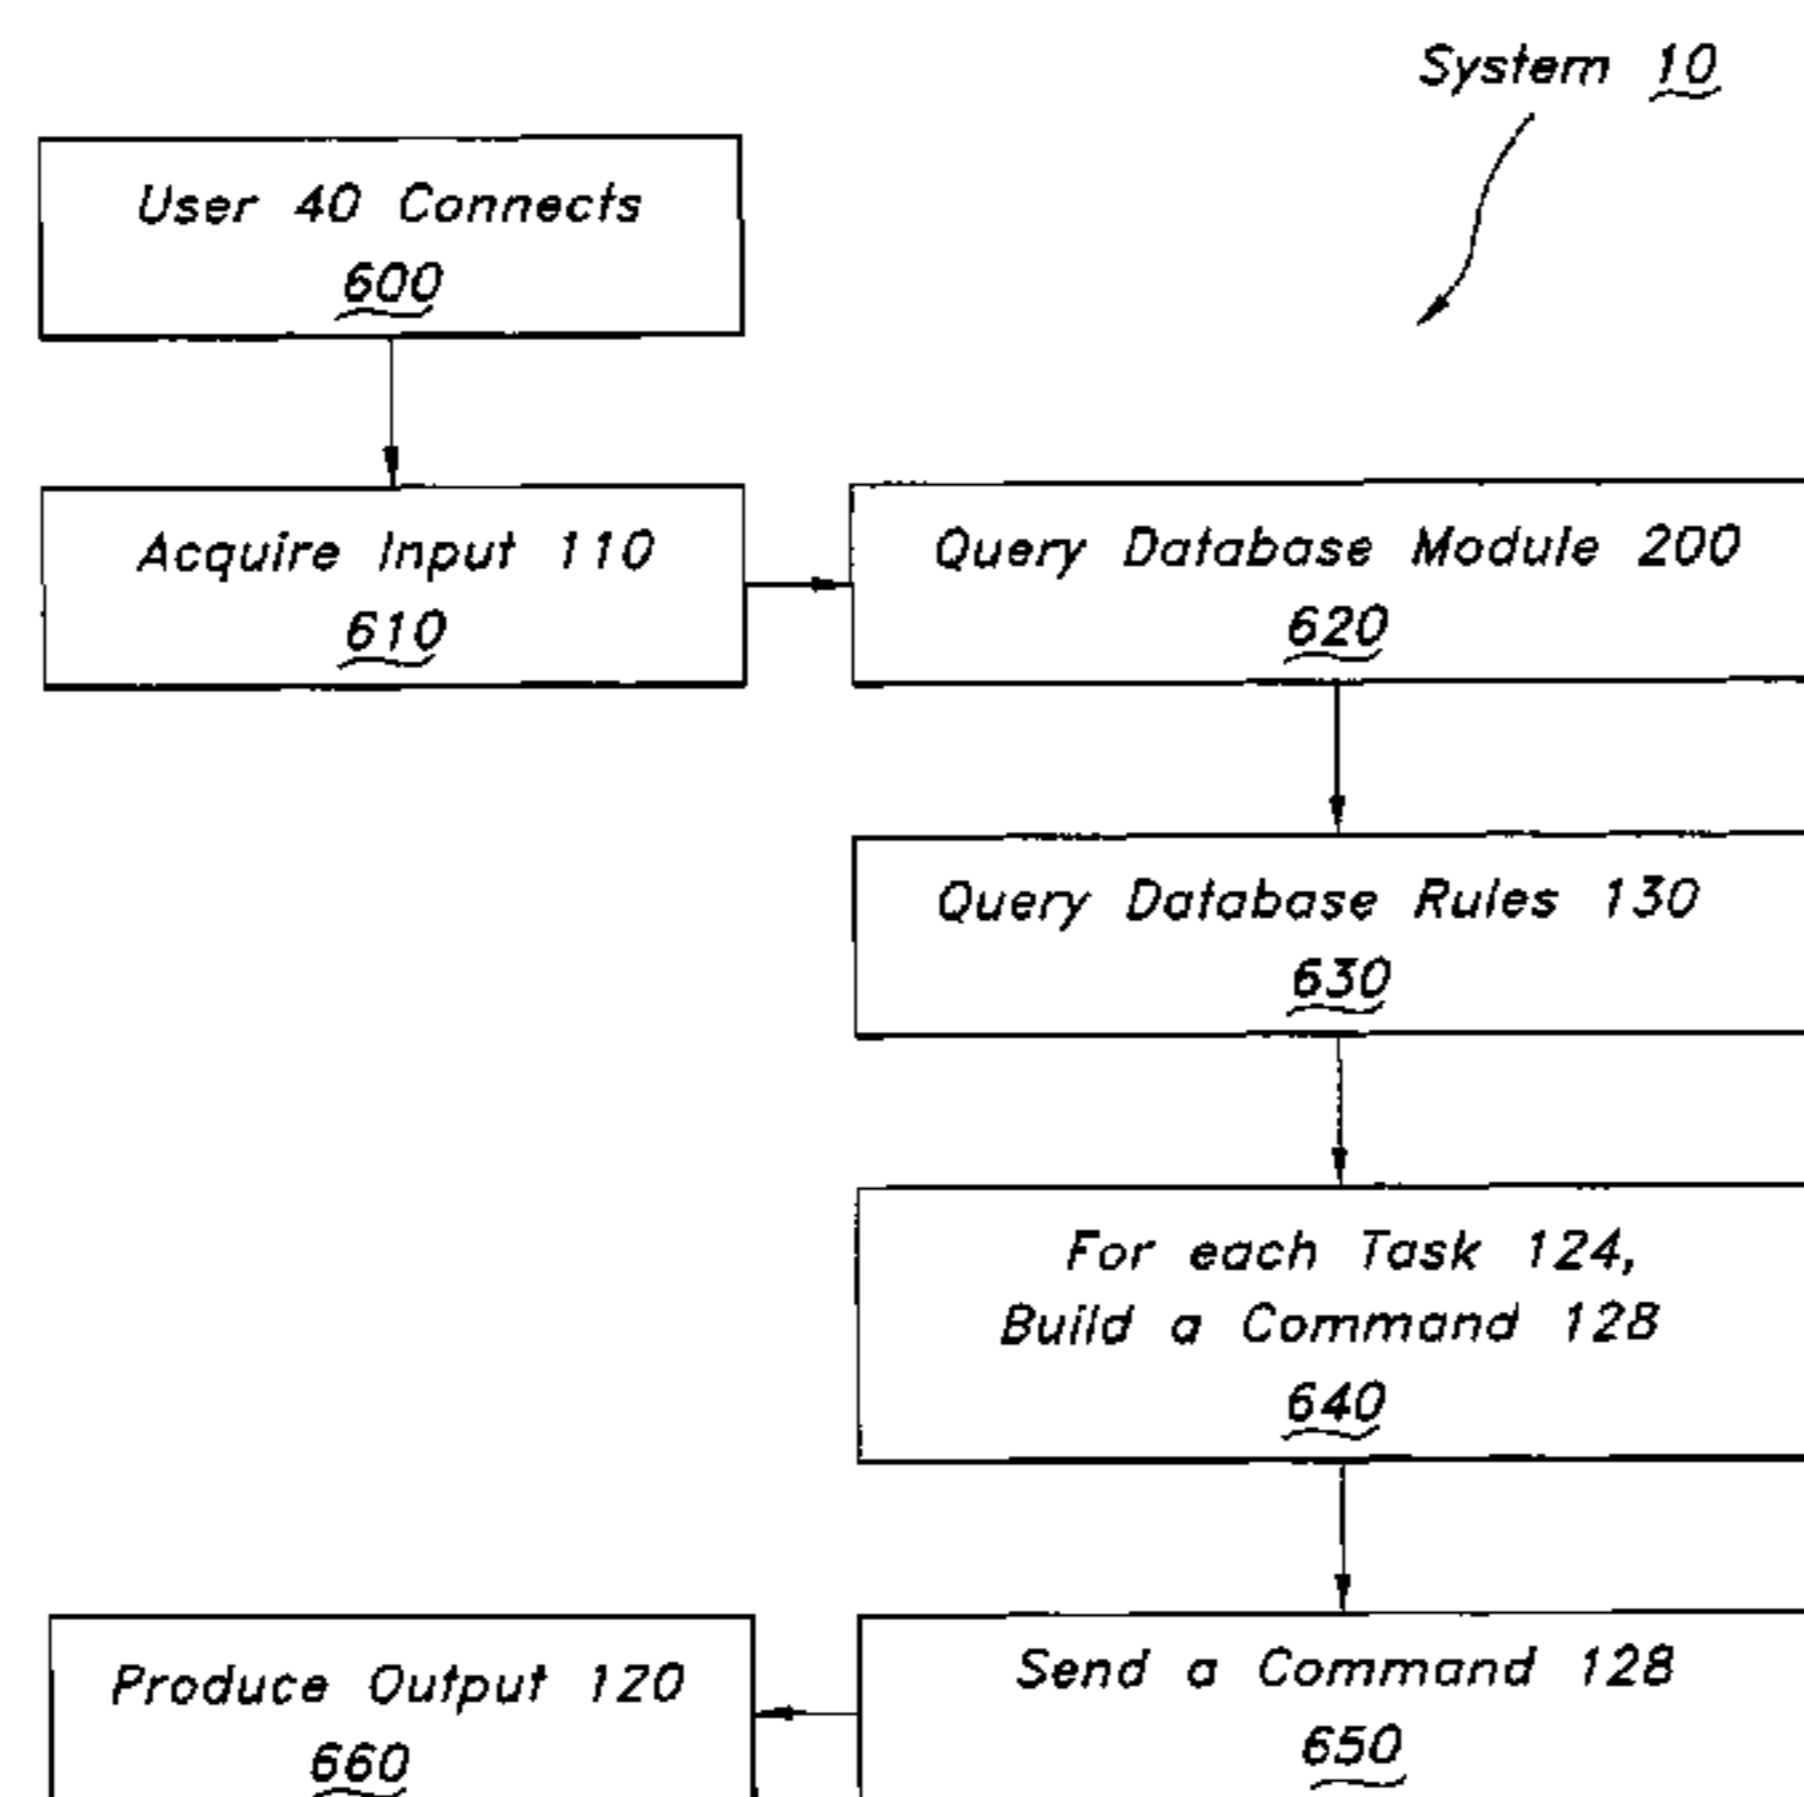 System 10
User 40 Connects
600
Acquire Input 110
610
Query Database Module 200
620
Query Database Rules 130
630
For each Task 124,
Build a Command 128
640
Send a Command 128
650
Produce Output 120
660